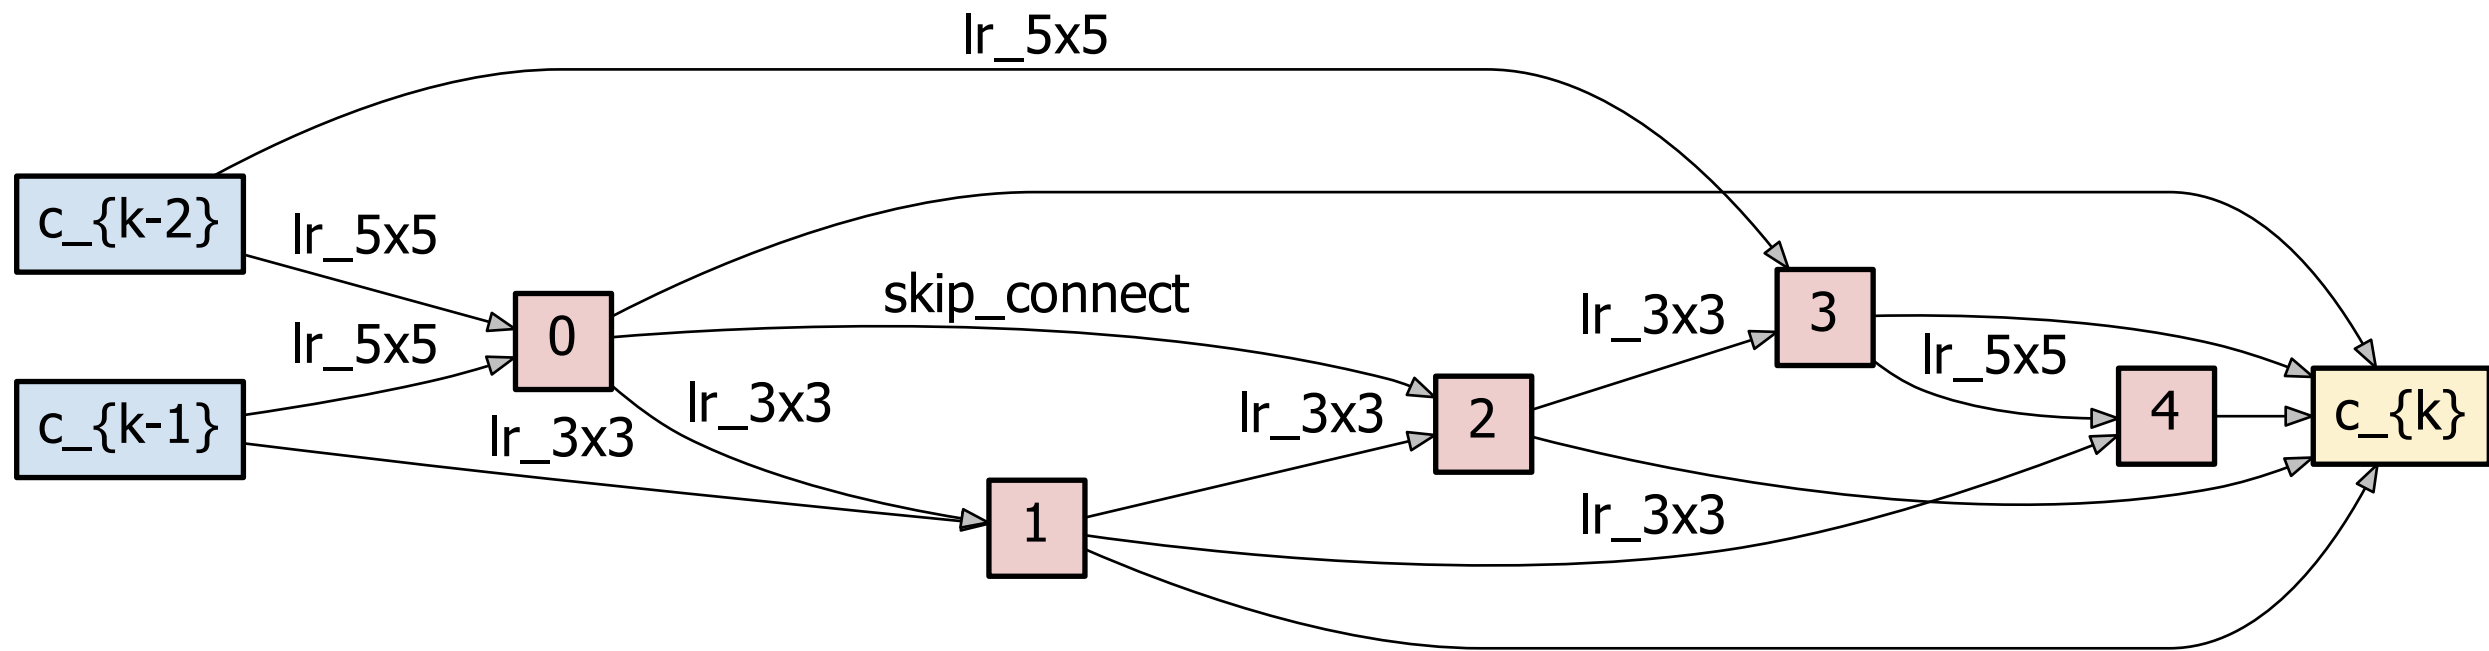 lr_5x5
c_{k-2}
lr_5x5
skip_connect
lr_3x3
3
0
lr_5x5
lr_5x5
lr_3x3
lr_3x3
2
4
c_{k}
c_{k-1}
lr_3x3
lr_3x3
1